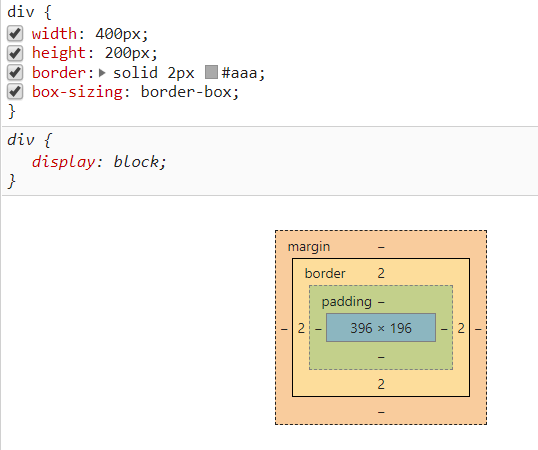 div {
width: 400px;
height: 200px;
border: solid 2px #aaa;
box-sizing: border-box;
}
div {
display: block;
}
margin –
border 2
padding –
– 2 – 396 × 196 – 2 –
–
2
–